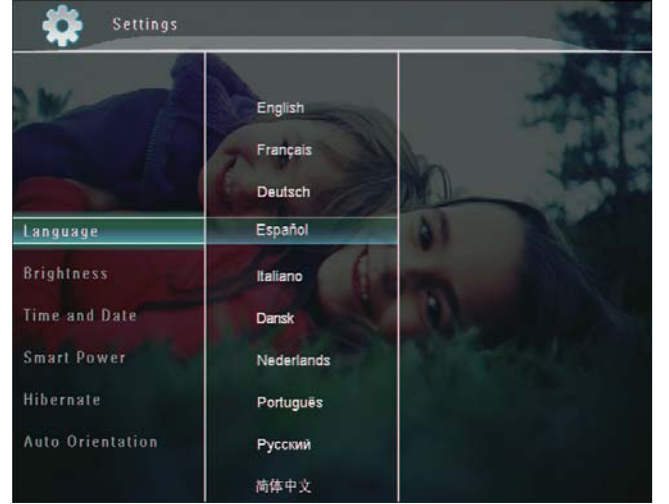 Settings
Language
Brightness
Time and Date
Smart Power
Hibernate
Auto Orientation
English
Français
Deutsch
Español
Italiano
Dansk
Nederlands
Portuguës
Русский
简体中文